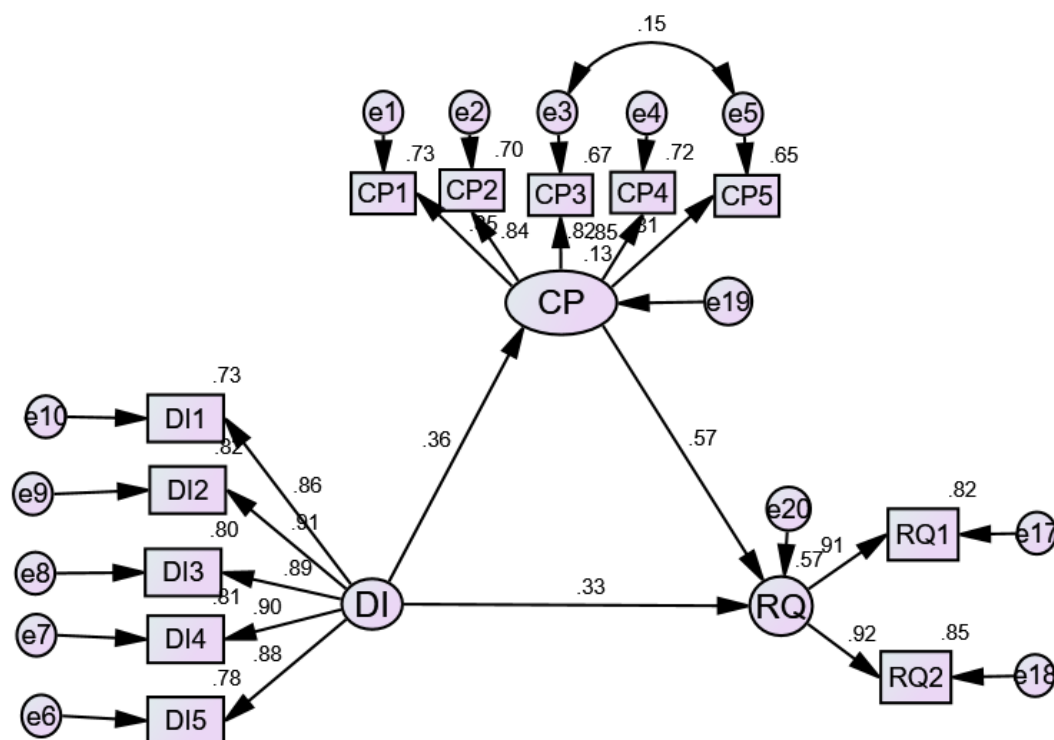 .15
e1
e2
e3
e4
e5
.73
.70
.67
.72
.65
CP1
CP2
CP3
CP4
CP5
.84
.82
.85
.13
CP
e19
.73
e10
DI1
.36
.57
.82
.86
e9
DI2
.91
.80
e8
DI3
.89
.81
.90
e7
DI4
.88
.78
e6
DI5
DI
.33
e20
.57
.91
.82
RQ1
e17
RQ
.92
.85
RQ2
e18